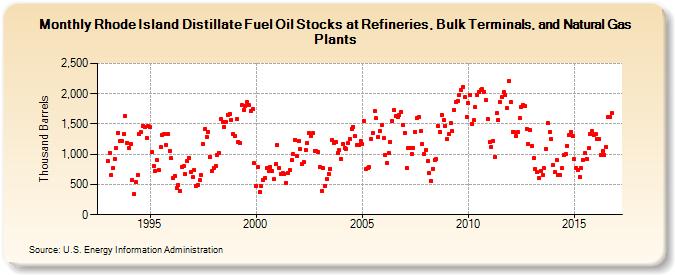 Monthly Rhode Island Distillate Fuel Oil Stocks at Refineries, Bulk Terminals, and Natural Gas
Plants
Thousand Barrels
2,500
2,000
1,500
1,000
500
0
1995
2000
2005
2010
2015
Source: U.S. Energy Information Administration